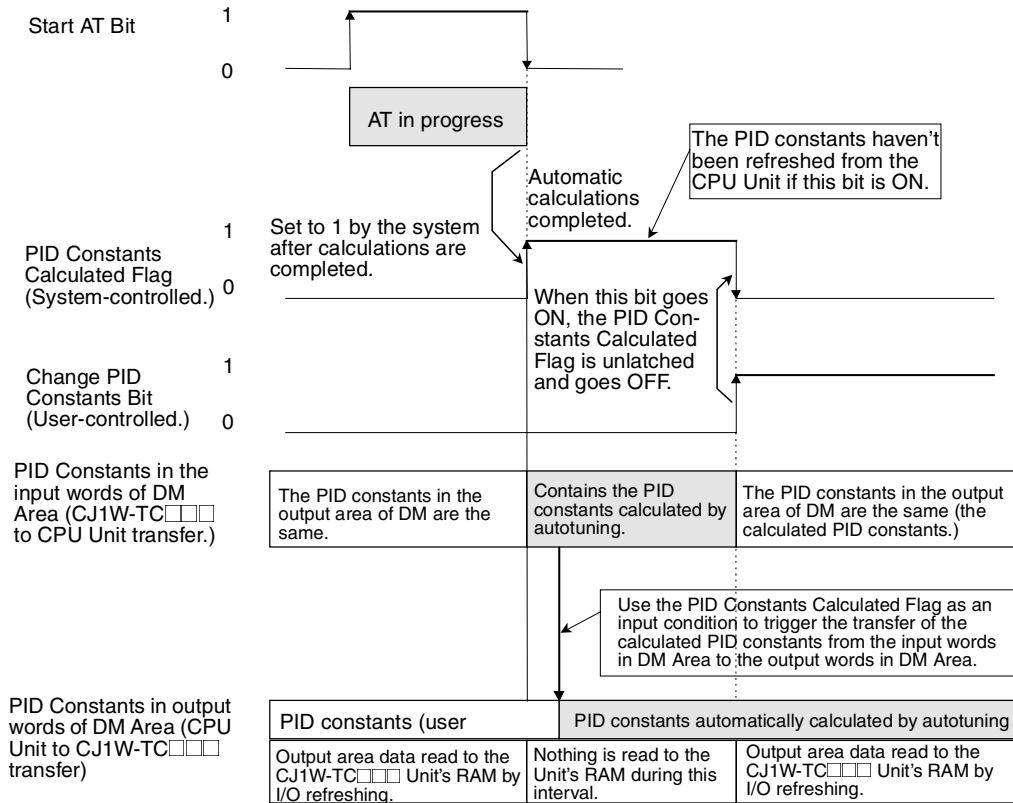 Start AT Bit
1
0
AT in progress
The PID constants haven't
been refreshed from the
CPU Unit if this bit is ON.
Automatic
calculations
completed.
Set to 1 by the system
after calculations are
completed.
PID Constants
Calculated Flag
(System-controlled.)
1
0
When this bit goes
ON, the PID Con-
stants Calculated
Flag is unlatched
and goes OFF.
Change PID
Constants Bit
(User-controlled.)
1
0
PID Constants in the
input words of DM
Area (CJ1W-TC□□□
to CPU Unit transfer.)
The PID constants in the
output area of DM are the
same.
Contains the PID
constants calculated by
autotuning.
The PID constants in the output
area of DM are the same (the
calculated PID constants.)
Use the PID Constants Calculated Flag as an
input condition to trigger the transfer of the
calculated PID constants from the input words
in DM Area to the output words in DM Area.
PID Constants in output
words of DM Area (CPU
Unit to CJ1W-TC□□□
transfer)
PID constants (user
PID constants automatically calculated by autotuning
Output area data read to the
CJ1W-TC□□□ Unit's RAM by
I/O refreshing.
Nothing is read to the
Unit's RAM during this
interval.
Output area data read to the
CJ1W-TC□□□ Unit's RAM by
I/O refreshing.